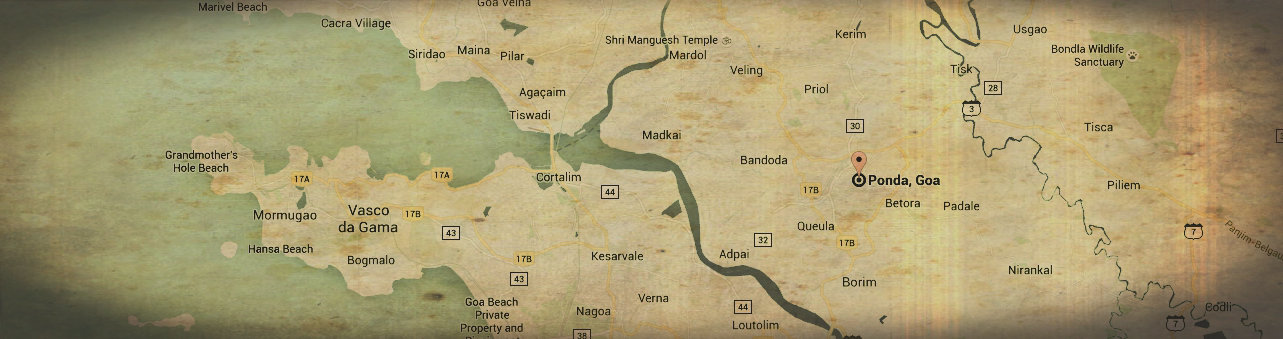 Marivel Beach
Goa Velha
Cacra Village
Usgao
Kerim
Shri Manguesh Temple
Bondla Wildlife
Sanctuary
Siridao
Maina
Pilar
Mardol
Veling
Tisk
Priol
28
Agaçaim
3
Tiswadi
30
Tisca
Madkai
Grandmother's
Hole Beach
Bandoda
17A
17A
Cortalim
44
17B
Ponda, Goa
Piliem
Betora
Padale
Mormugao
Vasco
da Gama
17B
43
Queula
7
32
17B
Hansa Beach
Bogmalo
17B
Kesarvale
Adpai
Panjim-Belgau
43
Nirankal
Borim
Verna
Goa Beach
Private
Property and
Nagoa
44
Loutolim
Codli
7
38